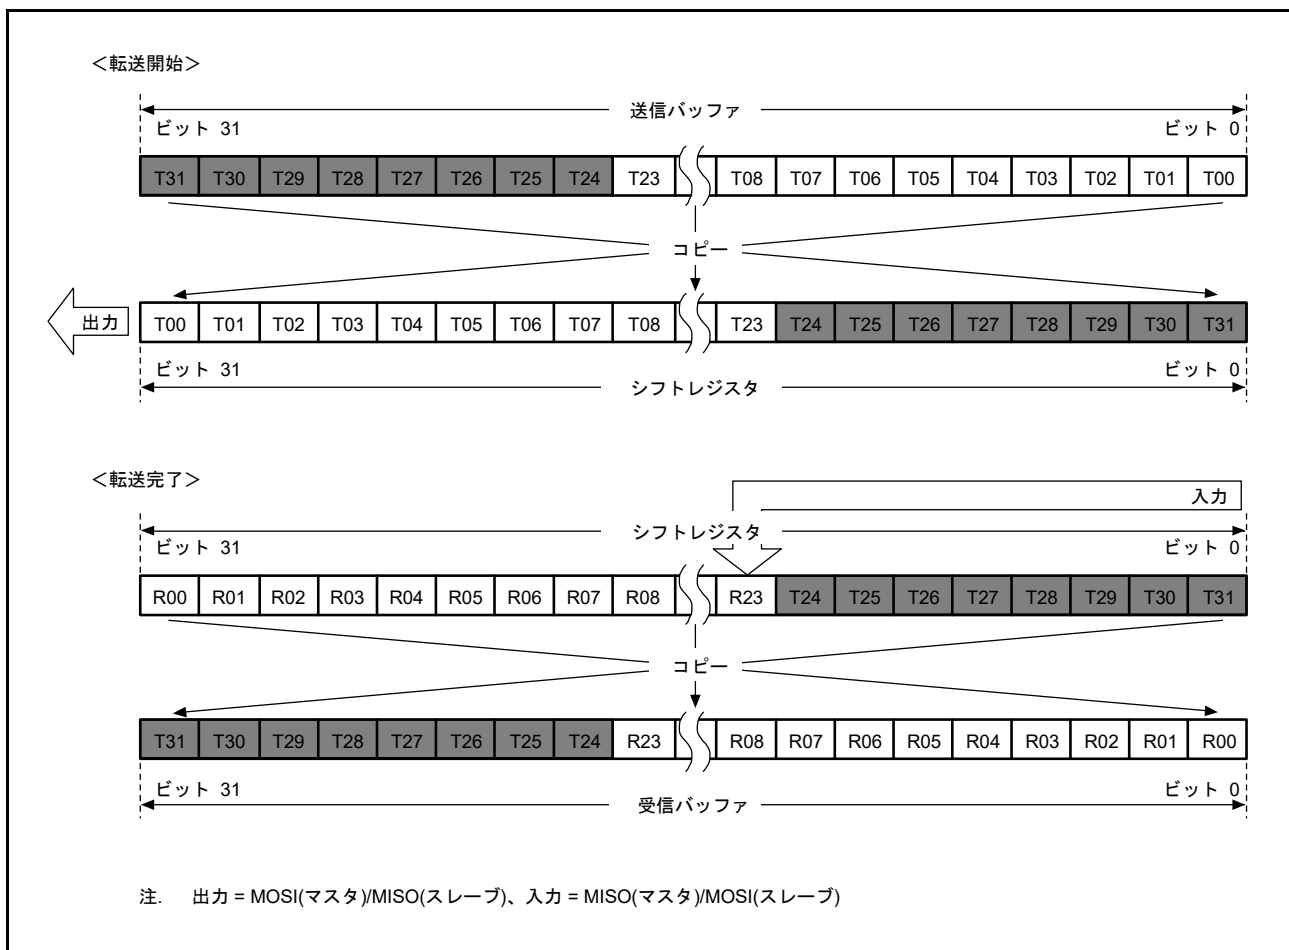 <転送開始>
送信バッファ
ビット 31 ビット 0
T31 T30 T29 T28 T27 T26 T25 T24 T23 T08 T07 T06 T05 T04 T03 T02 T01 T00
コピー
出力 T00 T01 T02 T03 T04 T05 T06 T07 T08 T23 T24 T25 T26 T27 T28 T29 T30 T31
ビット 31 ビット 0
シフトレジスタ
<転送完了>
入力
シフトレジスタ
ビット 31 ビット 0
R00 R01 R02 R03 R04 R05 R06 R07 R08 R23 T24 T25 T26 T27 T28 T29 T30 T31
コピー
T31 T30 T29 T28 T27 T26 T25 T24 R23 R08 R07 R06 R05 R04 R03 R02 R01 R00
ビット 31 ビット 0
受信バッファ
注. 出力 = MOSI(マスタ)/MISO(スレーブ)、入力 = MISO(マスタ)/MOSI(スレーブ)